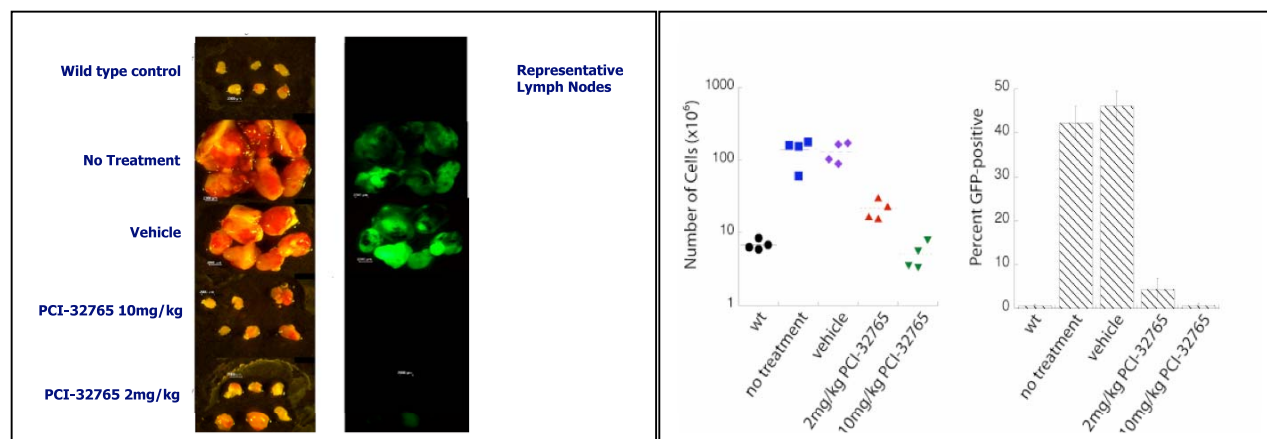 Wild type control
Representative
Lymph Nodes
No Treatment
Vehicle
PCI-32765 10mg/kg
PCI-32765 2mg/kg
Number of Cells (x10⁶)
1000
100
10
1
wt
no treatment
vehicle
2mg/kg PCI-32765
10mg/kg PCI-32765
Percent GFP-positive
50
40
30
20
10
0
wt
no treatment
vehicle
2mg/kg PCI-32765
10mg/kg PCI-32765